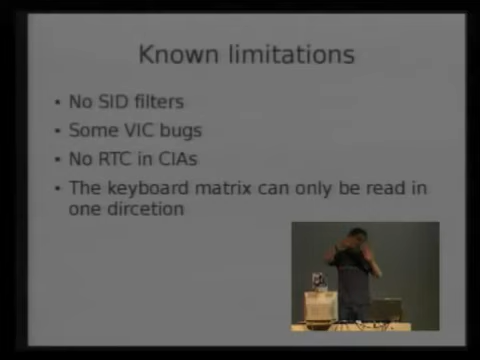 Known limitations
• No SID filters
• Some VIC bugs
• No RTC in CIAs
• The keyboard matrix can only be read in
one dircetion